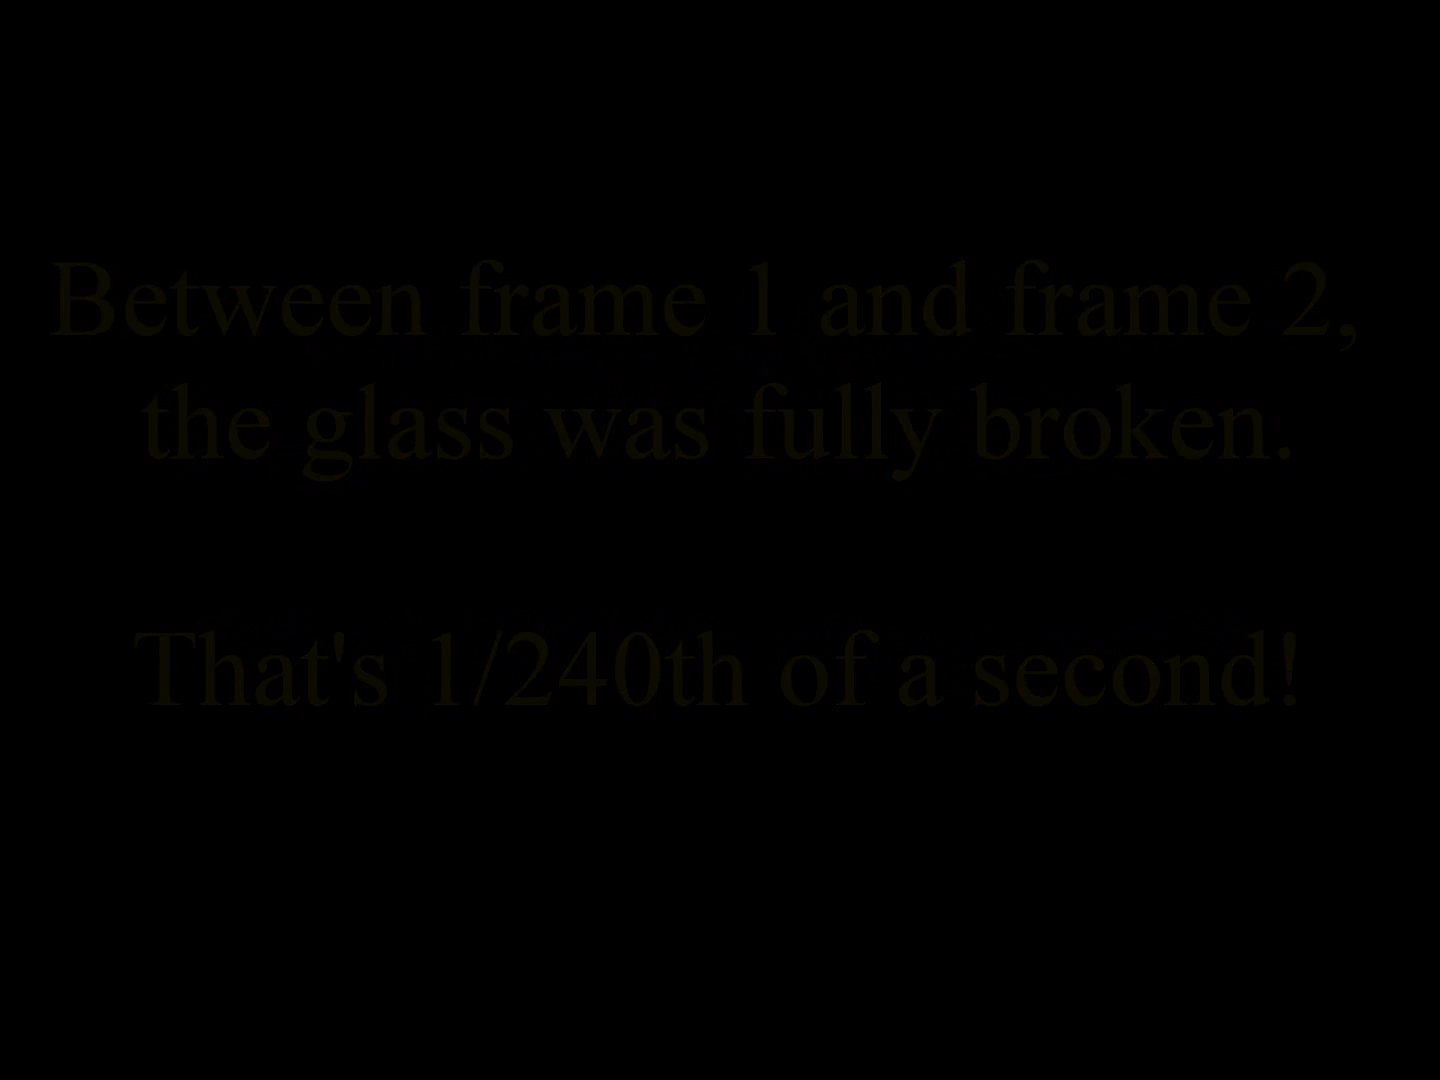 Between frame 1 and frame 2,
the glass was fully broken.
That's 1/240th of a second!